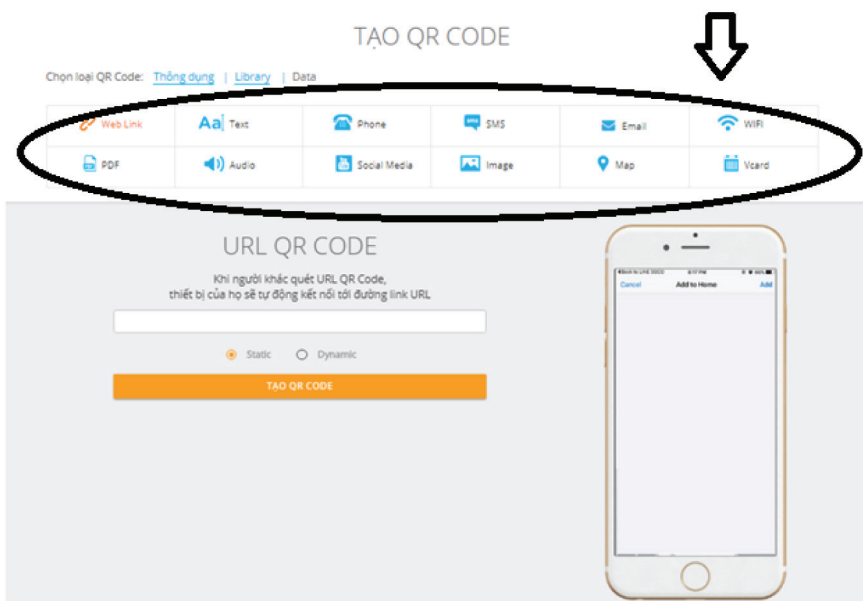 TẠO QR CODE
Chọn loại QR Code: Thông dụng | Library | Data
Web Link Aa Text Phone SMS Email WIFI
PDF Audio Social Media Image Map Vcard
URL QR CODE
Khi người khác quét URL QR Code,
thiết bị của họ sẽ tự động kết nối tới đường link URL
Static Dynamic
TẠO QR CODE
Cancel Add to Home Add